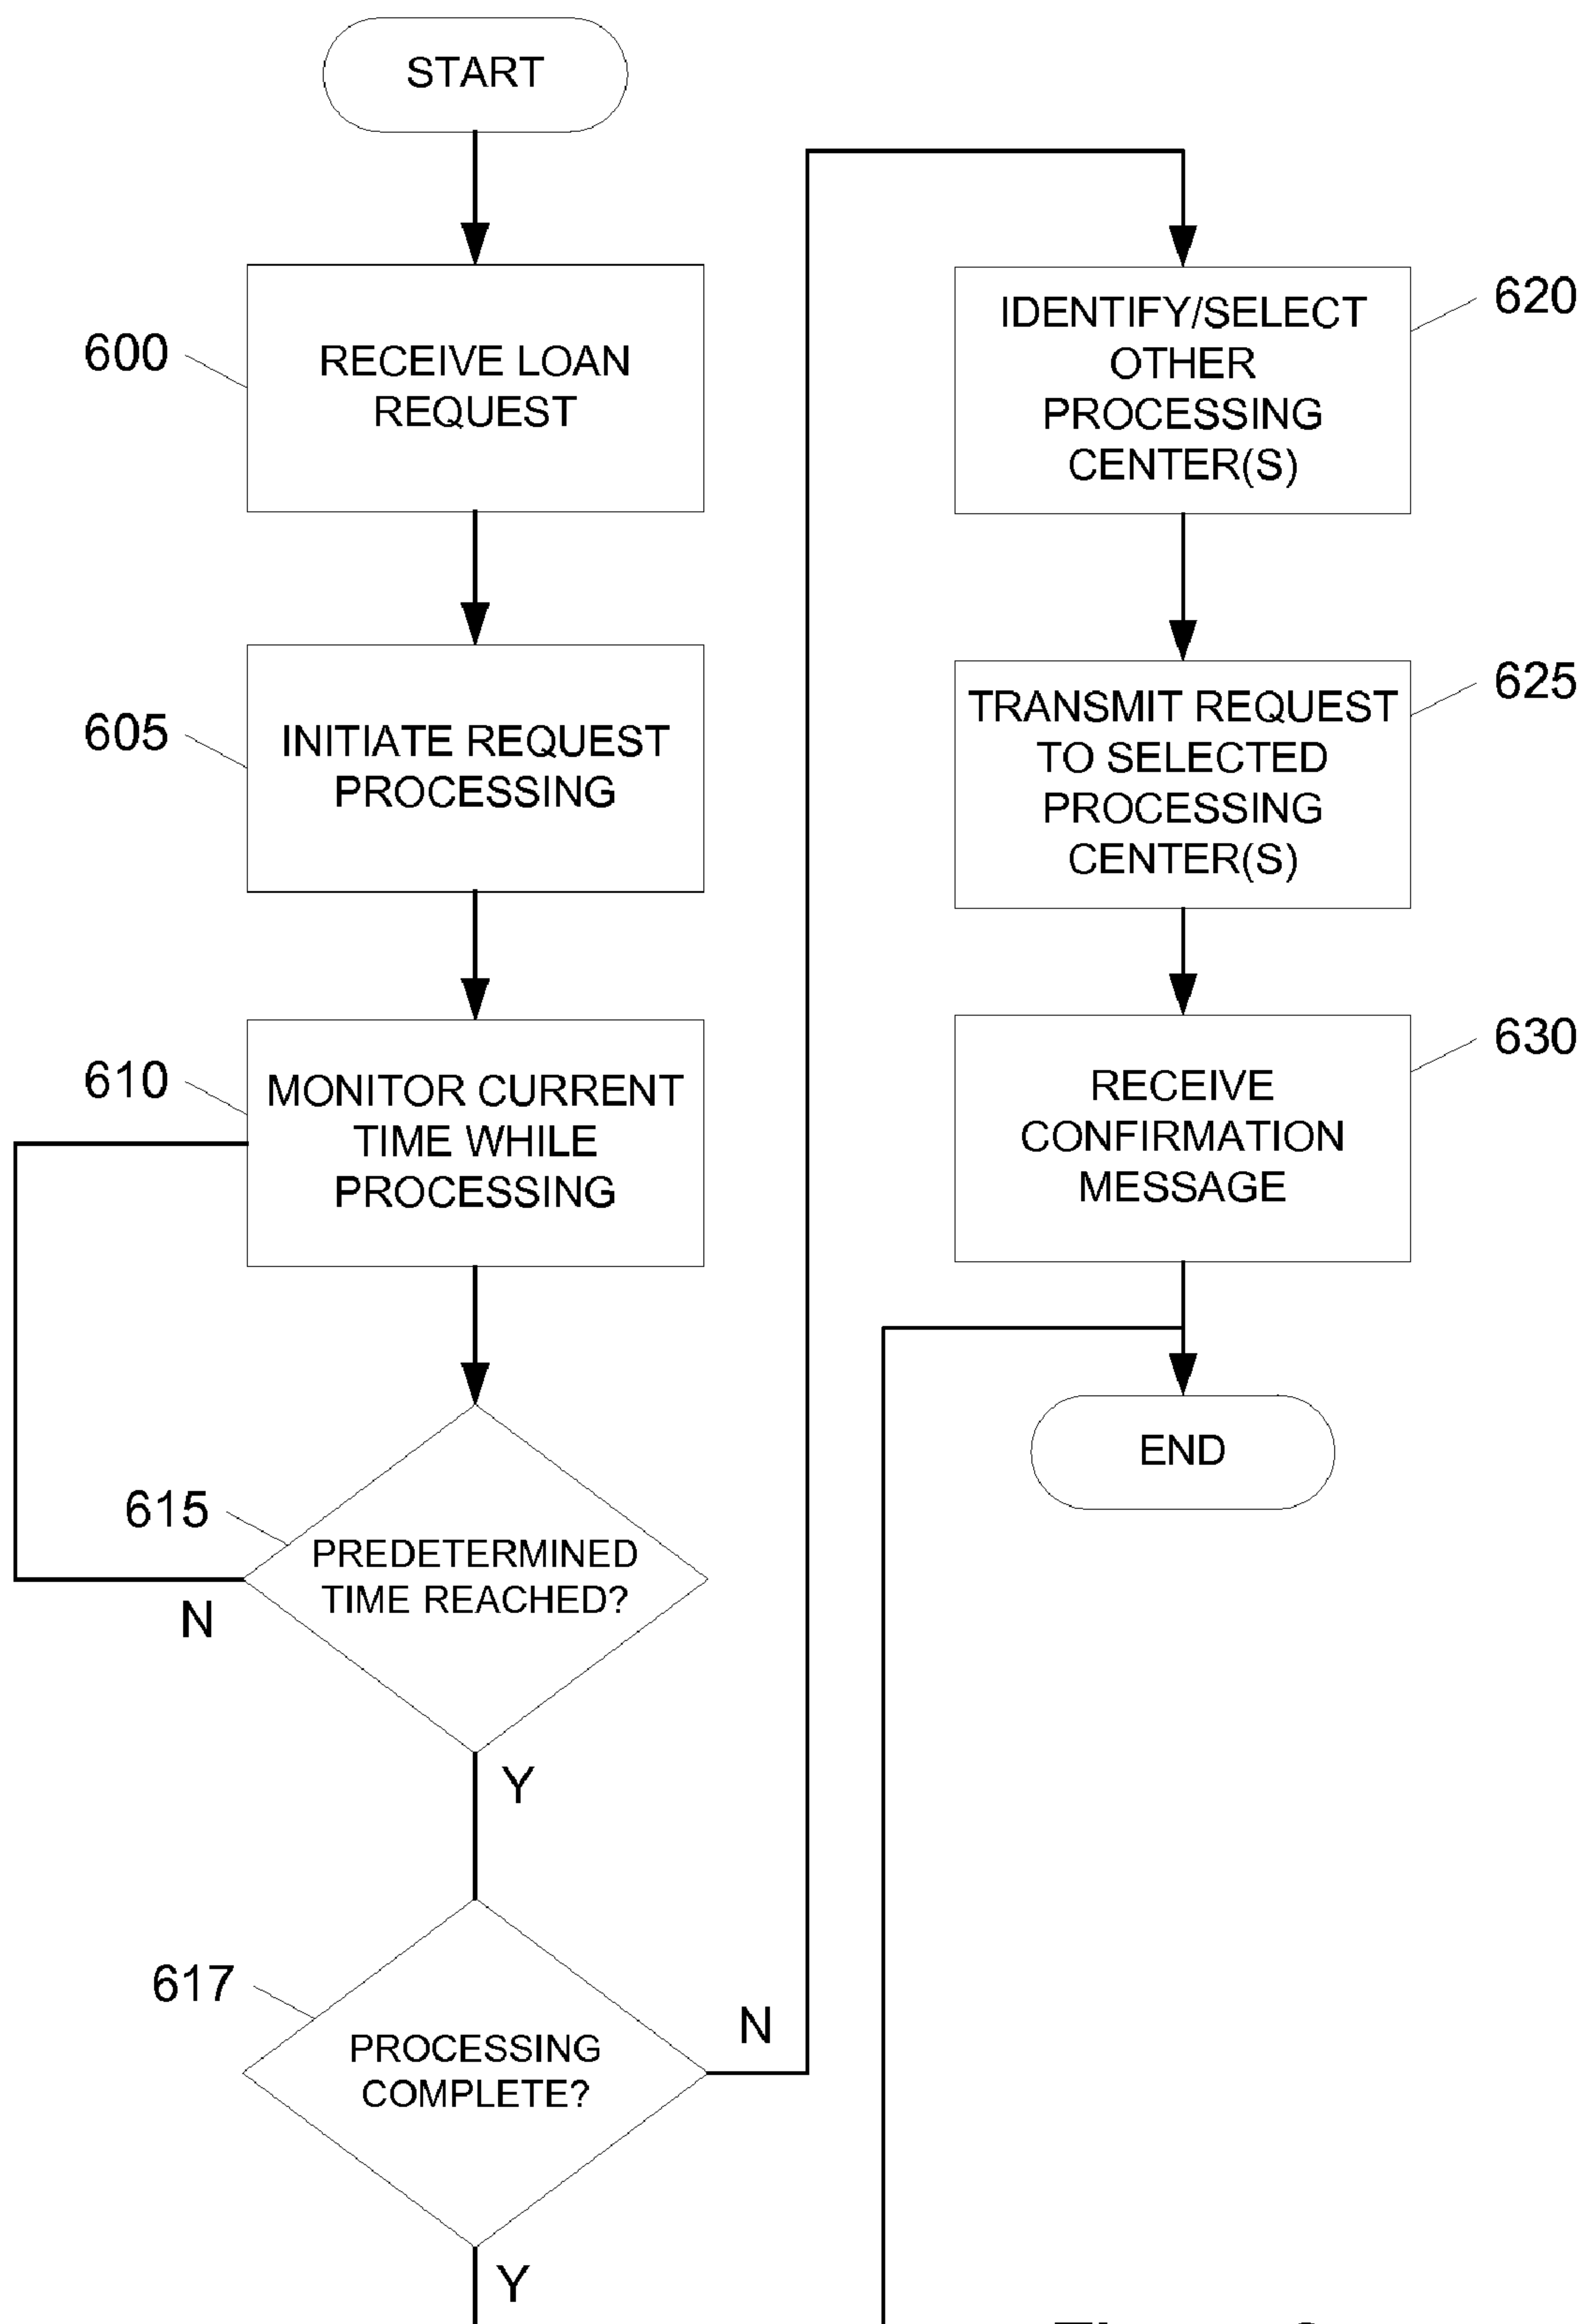 START
600
RECEIVE LOAN
REQUEST
605
INITIATE REQUEST
PROCESSING
610
MONITOR CURRENT
TIME WHILE
PROCESSING
615
PREDETERMINED
TIME REACHED?
N
Y
617
PROCESSING
COMPLETE?
N
Y
620
IDENTIFY/SELECT
OTHER
PROCESSING
CENTER(S)
625
TRANSMIT REQUEST
TO SELECTED
PROCESSING
CENTER(S)
630
RECEIVE
CONFIRMATION
MESSAGE
END